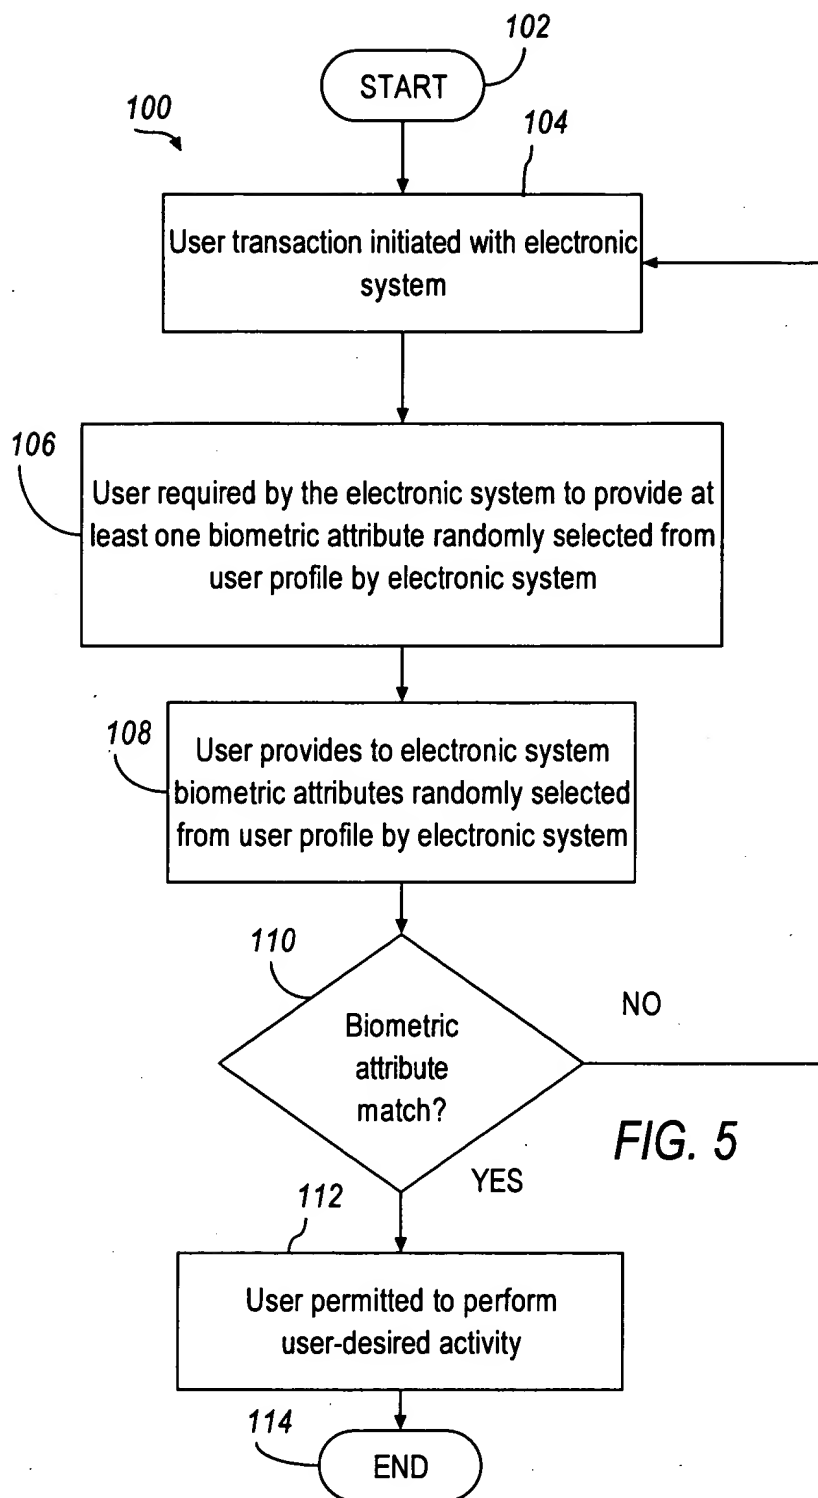 102
START
100
104
User transaction initiated with electronic
system
106
User required by the electronic system to provide at
least one biometric attribute randomly selected from
user profile by electronic system
108
User provides to electronic system
biometric attributes randomly selected
from user profile by electronic system
110
Biometric
attribute
match?
NO
FIG. 5
YES
112
User permitted to perform
user-desired activity
114
END